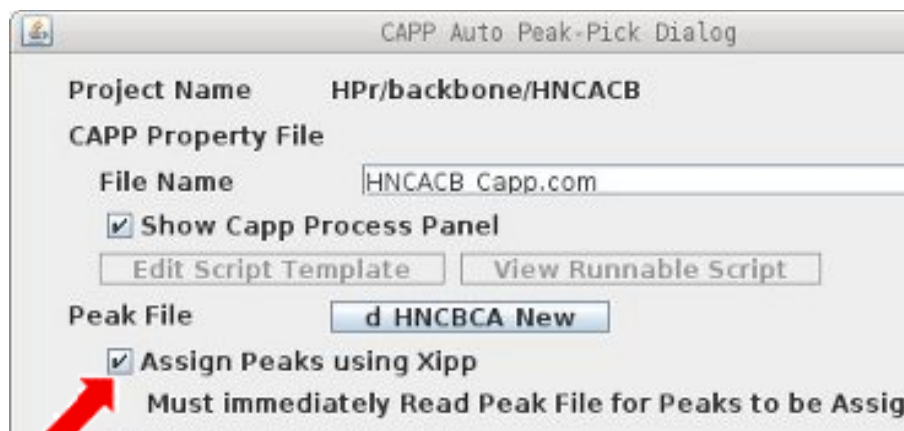 CAPP Auto Peak-Pick Dialog
Project Name HPr/backbone/HNCACB
CAPP Property File
File Name HNCACB_Capp.com
Show Capp Process Panel
Edit Script Template View Runnable Script
Peak File d HNCBCA New
Assign Peaks using Xipp
Must immediately Read Peak File for Peaks to be Assig